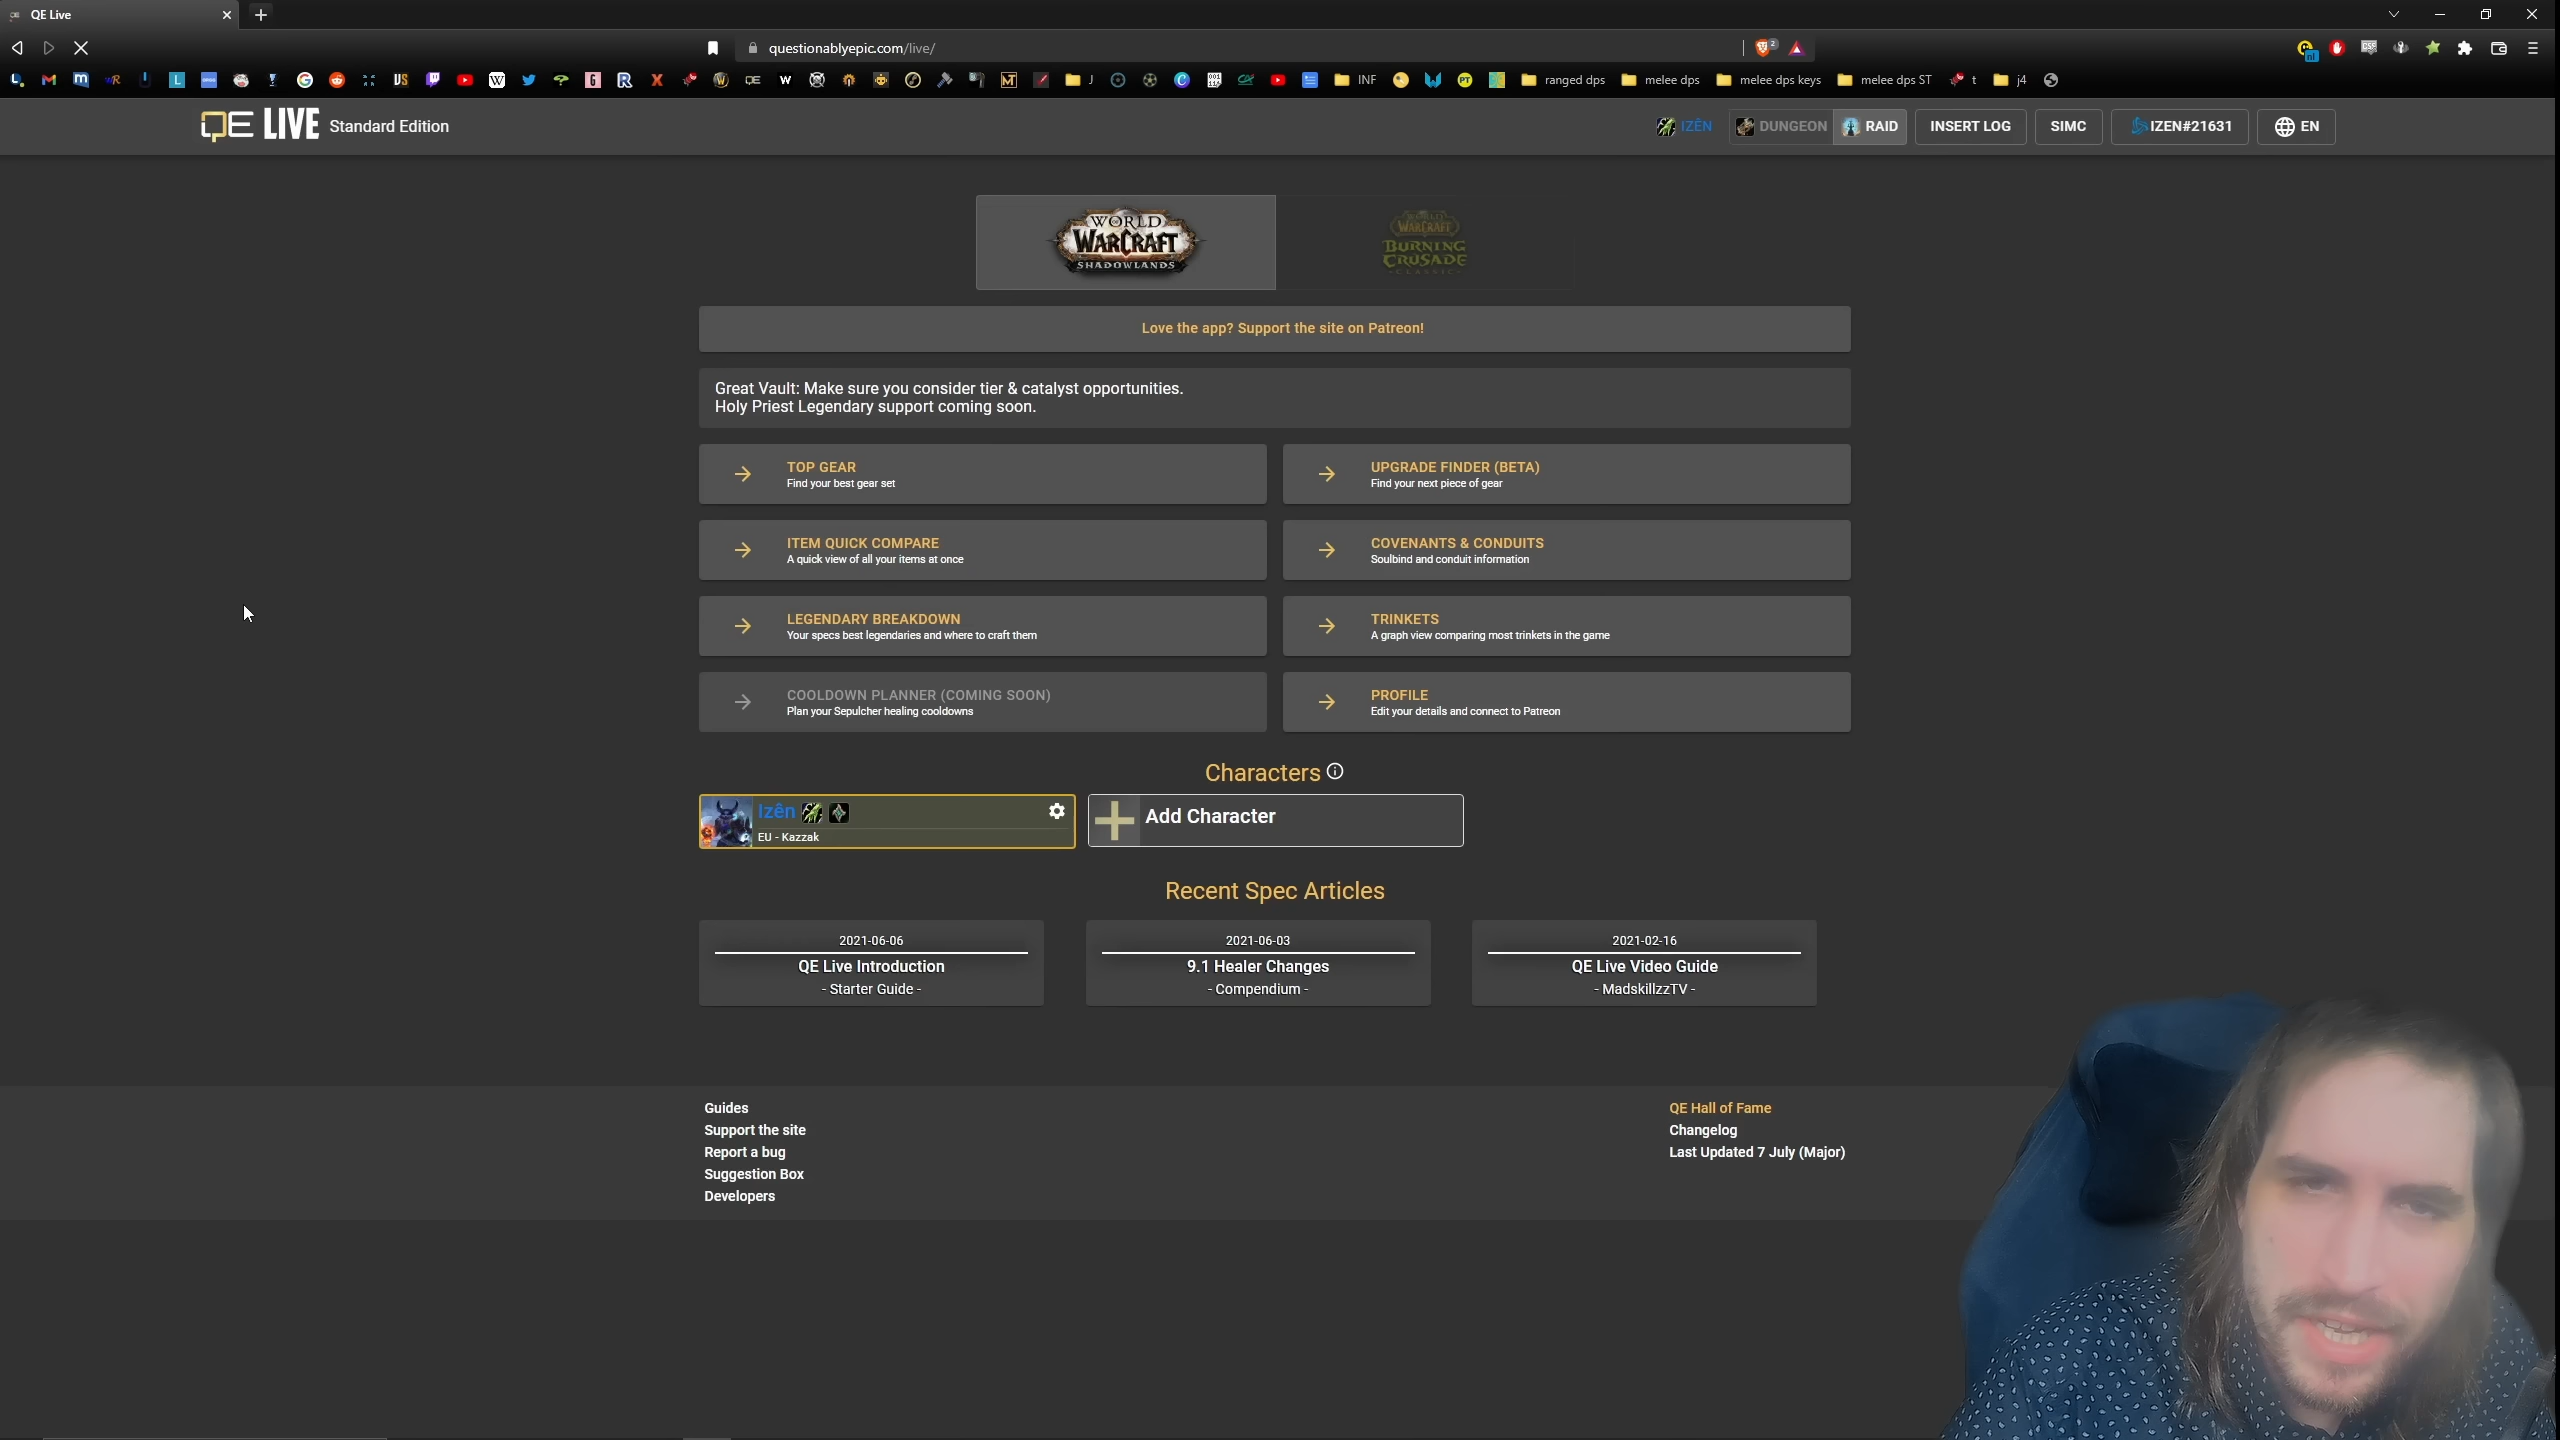 QE Live
questionablyepic.com/live/
J
INF
ranged dps
melee dps
melee dps keys
melee dps ST
t
j4
QE LIVE Standard Edition
IZÊN
DUNGEON
RAID
INSERT LOG
SIMC
IZEN#21631
EN
WORLD OF WARCRAFT
SHADOWLANDS
WORLD OF WARCRAFT
BURNING CRUSADE
CLASSIC
Love the app? Support the site on Patreon!
Great Vault: Make sure you consider tier & catalyst opportunities.
Holy Priest Legendary support coming soon.
TOP GEAR
Find your best gear set
UPGRADE FINDER (BETA)
Find your next piece of gear
ITEM QUICK COMPARE
A quick view of all your items at once
COVENANTS & CONDUITS
Soulbind and conduit information
LEGENDARY BREAKDOWN
Your specs best legendaries and where to craft them
TRINKETS
A graph view comparing most trinkets in the game
COOLDOWN PLANNER (COMING SOON)
Plan your Sepulcher healing cooldowns
PROFILE
Edit your details and connect to Patreon
Characters
Izên
EU - Kazzak
Add Character
Recent Spec Articles
2021-06-06
QE Live Introduction
- Starter Guide -
2021-06-03
9.1 Healer Changes
- Compendium -
2021-02-16
QE Live Video Guide
- MadskillzzTV -
Guides
Support the site
Report a bug
Suggestion Box
Developers
QE Hall of Fame
Changelog
Last Updated 7 July (Major)